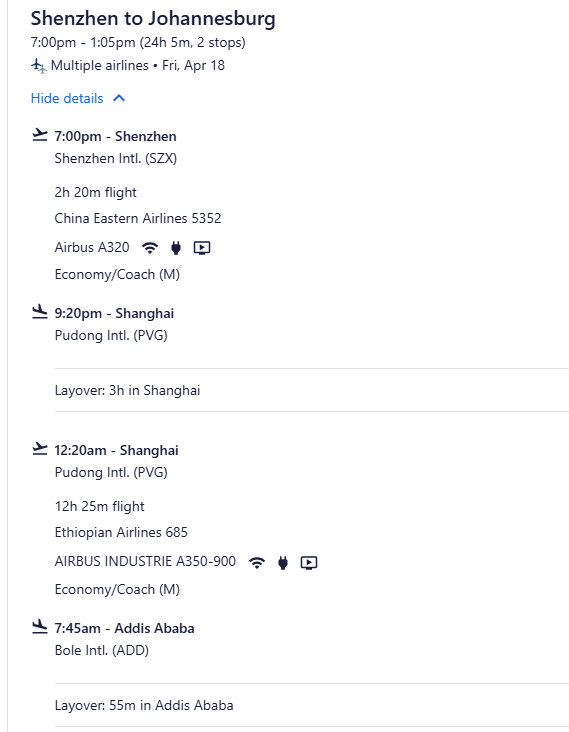 Shenzhen to Johannesburg
7:00pm - 1:05pm (24h 5m, 2 stops)
Multiple airlines • Fri, Apr 18
Hide details
7:00pm - Shenzhen
Shenzhen Intl. (SZX)
2h 20m flight
China Eastern Airlines 5352
Airbus A320
Economy/Coach (M)
9:20pm - Shanghai
Pudong Intl. (PVG)
Layover: 3h in Shanghai
12:20am - Shanghai
Pudong Intl. (PVG)
12h 25m flight
Ethiopian Airlines 685
AIRBUS INDUSTRIE A350-900
Economy/Coach (M)
7:45am - Addis Ababa
Bole Intl. (ADD)
Layover: 55m in Addis Ababa